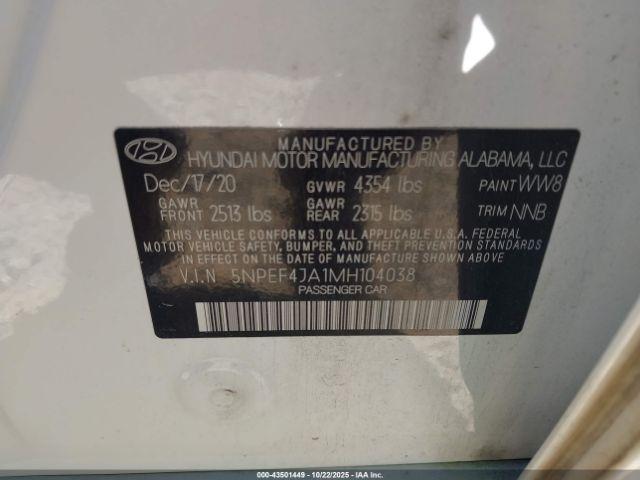 MANUFACTURED BY
HYUNDAI MOTOR MANUFACTURING ALABAMA, LLC
Dec/17/20 GVWR 4354 lbs PAINT WW8
GAWR FRONT 2513 lbs GAWR REAR 2315 lbs TRIM NNB
THIS VEHICLE CONFORMS TO ALL APPLICABLE U.S.A. FEDERAL
MOTOR VEHICLE SAFETY, BUMPER, AND THEFT PREVENTION
STANDARDS IN EFFECT ON THE DATE OF MANUFACTURE SHOWN ABOVE
V.I.N 5NPEF4JA1MH104038
PASSENGER CAR
000-43501449 | 10/22/2025 | IAA Inc.